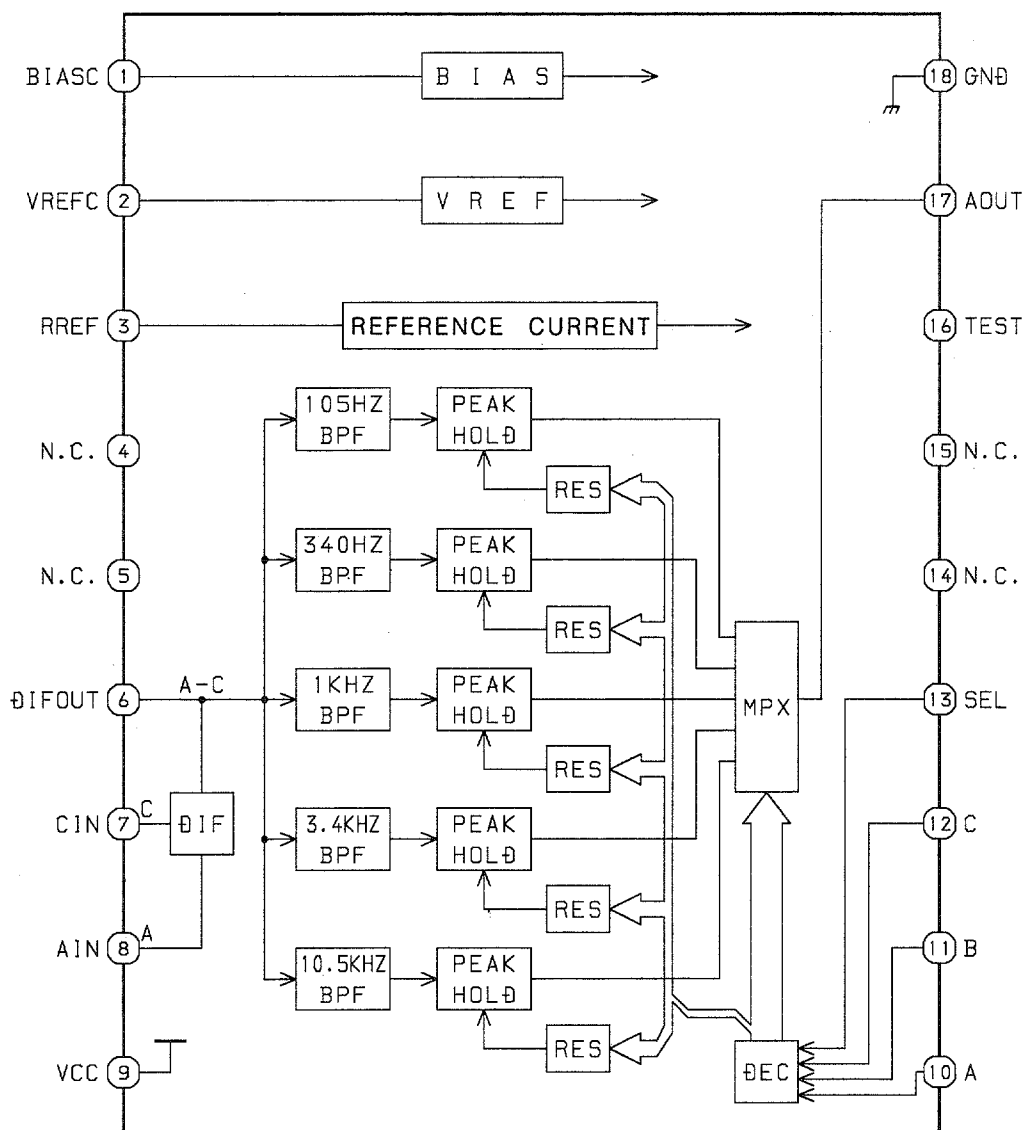 BIASC 1 BIAS 18 GND
VREFC 2 VREF 17 AOUT
RREF 3 REFERENCE CURRENT 16 TEST
105HZ BPF
PEAK HOLD
N.C. 4
15 N.C.
RES
340HZ BPF
PEAK HOLD
N.C. 5
14 N.C.
RES
DIFOUT 6
A-C
1KHZ BPF
PEAK HOLD
MPX
13 SEL
RES
CIN 7
C
DIF
3.4KHZ BPF
PEAK HOLD
12 C
RES
AIN 8
A
10.5KHZ BPF
PEAK HOLD
11 B
RES
VCC 9
DEC
10 A